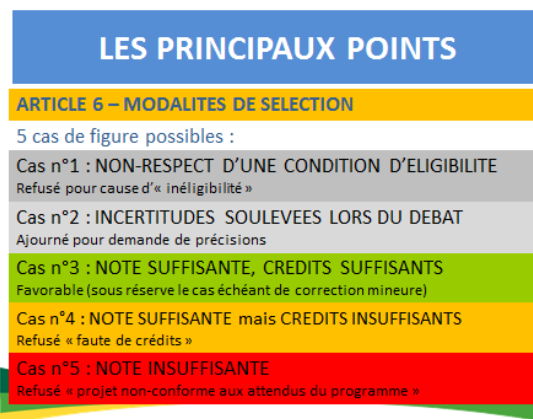 LES PRINCIPAUX POINTS
ARTICLE 6 – MODALITES DE SELECTION
5 cas de figure possibles :
Cas n°1 : NON-RESPECT D’UNE CONDITION D’ELIGIBILITE
Refusé pour cause d’« inéligibilité »
Cas n°2 : INCERTITUDES SOULEVEES LORS DU DEBAT
Ajourné pour demande de précisions
Cas n°3 : NOTE SUFFISANTE, CREDITS SUFFISANTS
Favorable (sous réserve le cas échéant de correction mineure)
Cas n°4 : NOTE SUFFISANTE mais CREDITS INSUFFISANTS
Refusé « faute de crédits »
Cas n°5 : NOTE INSUFFISANTE
Refusé « projet non-conforme aux attendus du programme »